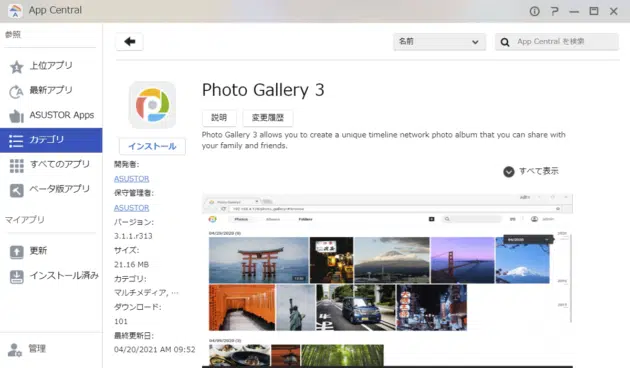 App Central
参照
名前
App Central を検索
上位アプリ
最新アプリ
ASUSTOR Apps
カテゴリ
すべてのアプリ
ベータ版アプリ
マイアプリ
更新
インストール済み
管理
Photo Gallery 3
説明
変更履歴
インストール
Photo Gallery 3 allows you to create a unique timeline network photo album that you can share with
your family and friends.
開発者:
ASUSTOR
保守管理者:
ASUSTOR
バージョン:
3.1.1.r313
サイズ:
21.16 MB
カテゴリ:
マルチメディア, ...
ダウンロード:
101
最終更新日:
04/20/2021 AM 09:52
すべて表示
Photos
Folders
04/20/2020